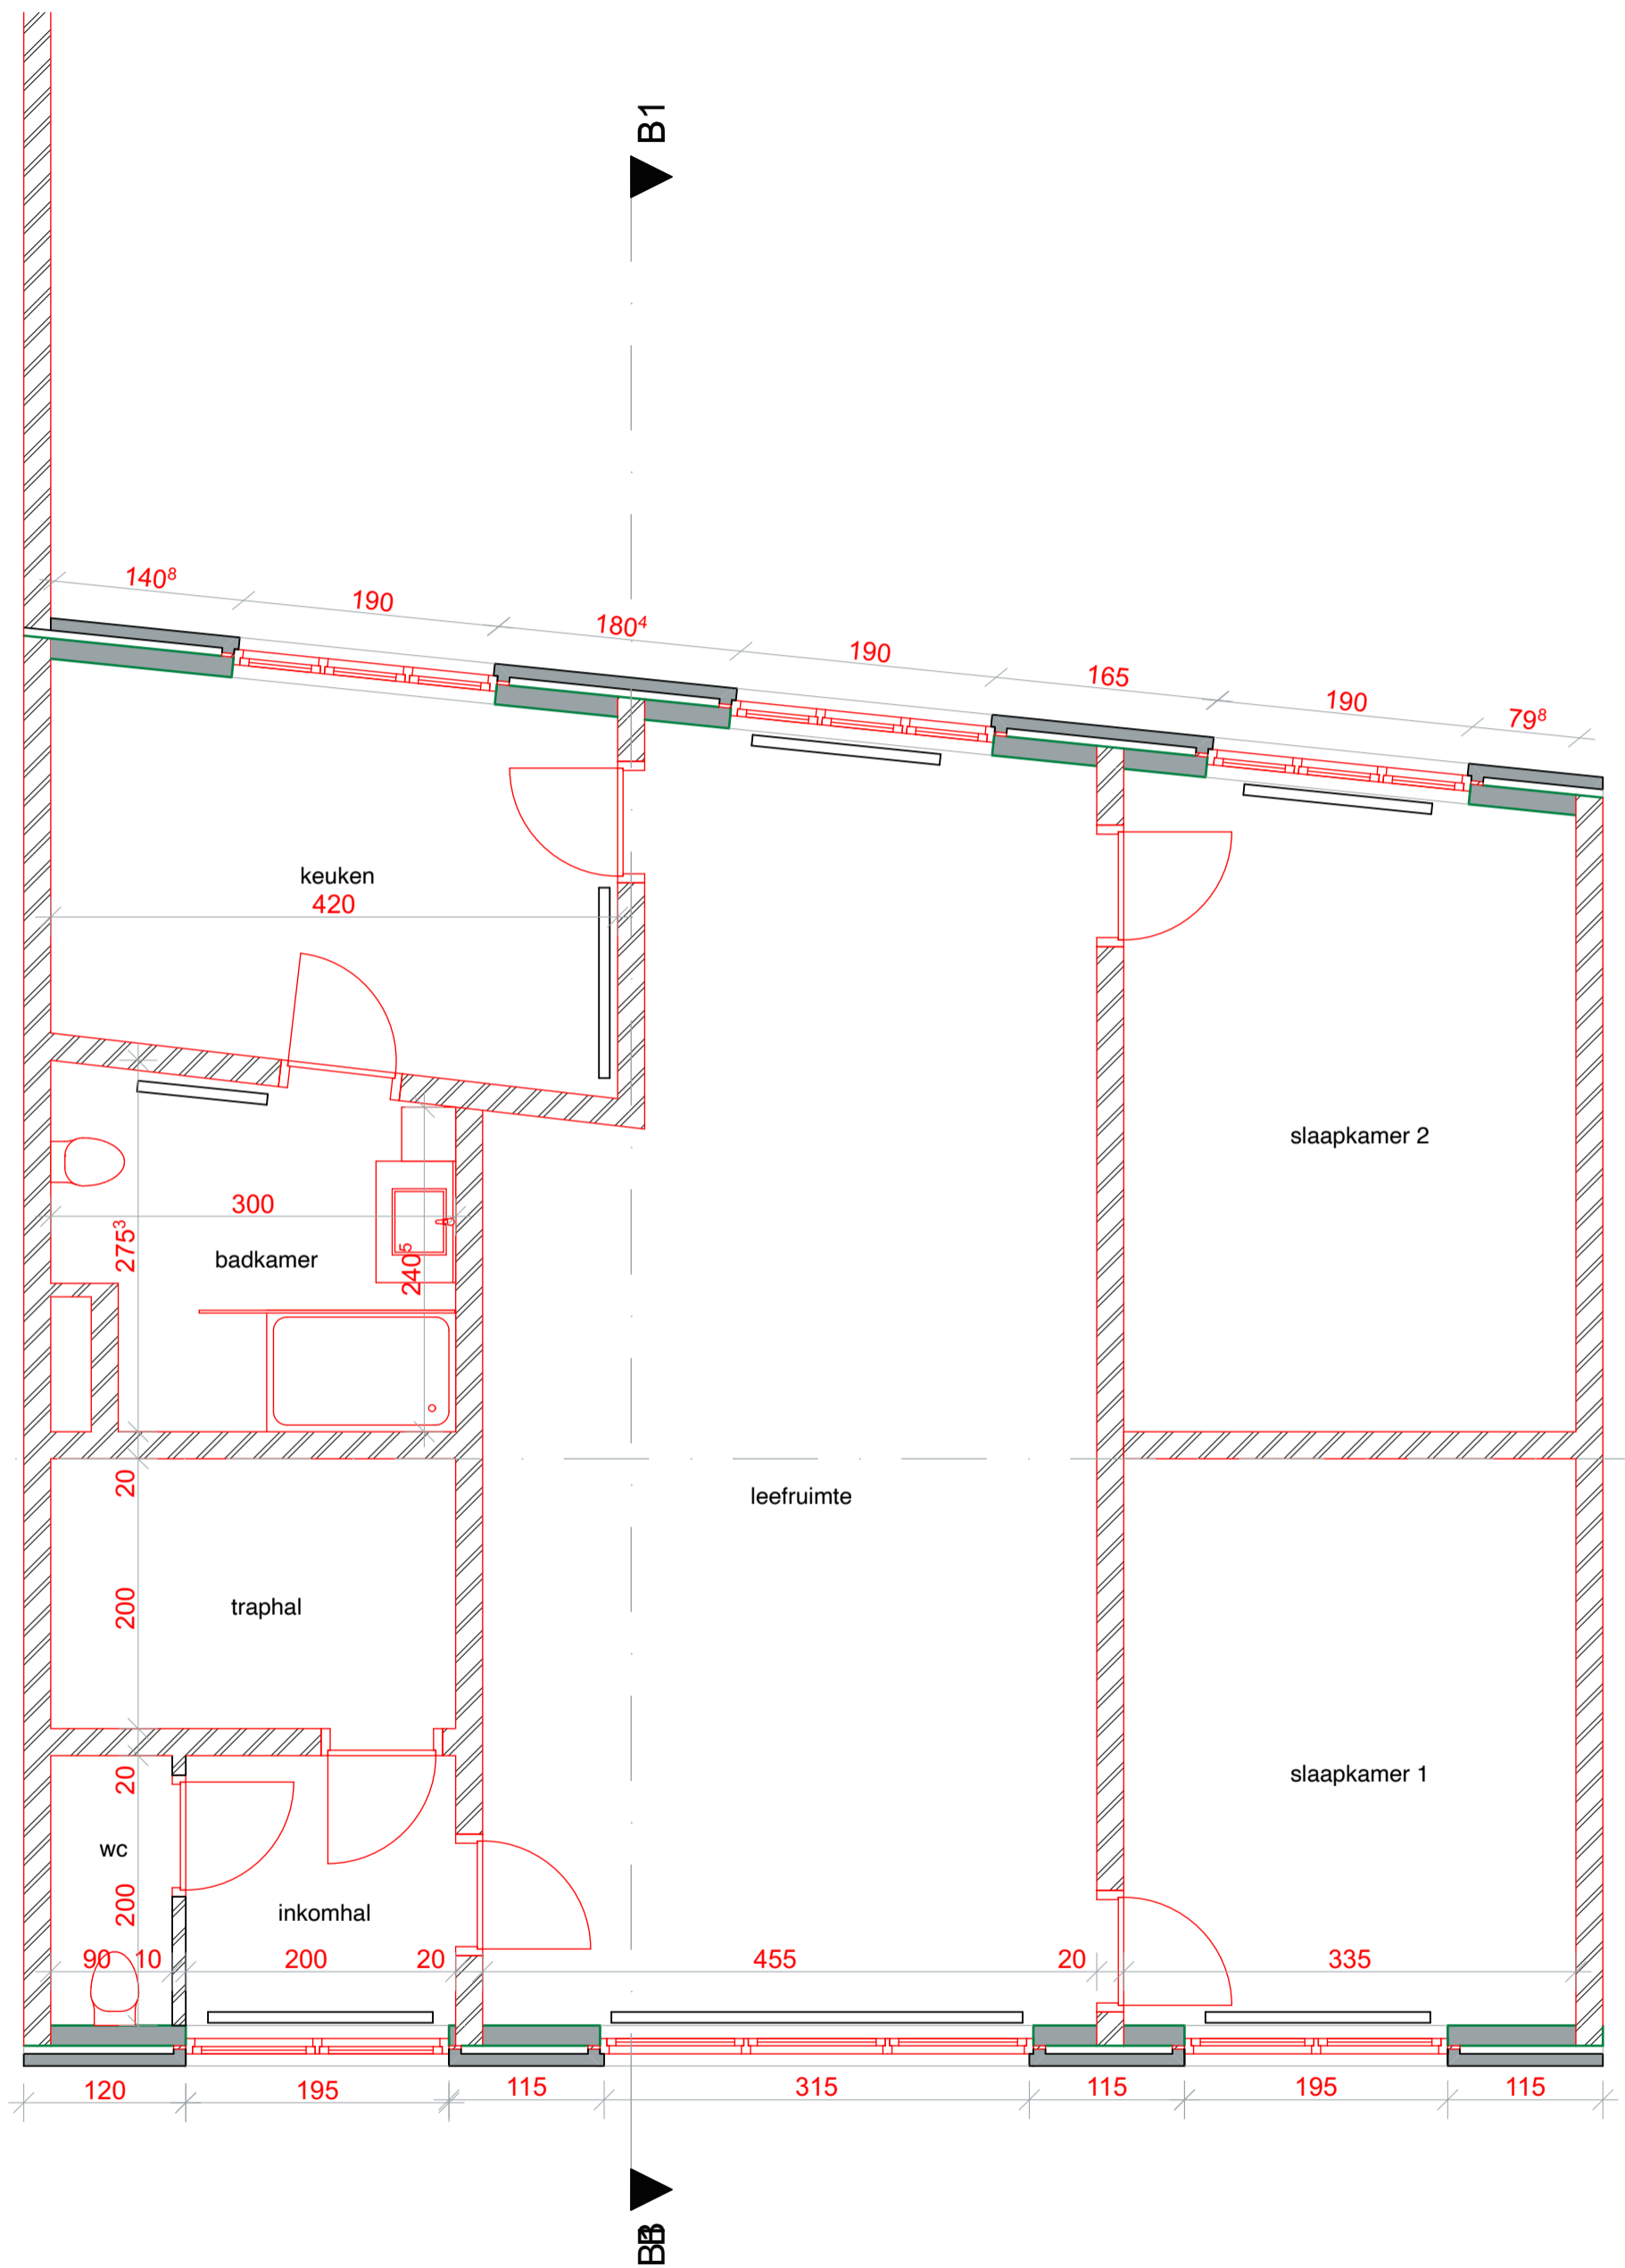 B1
140⁸
190
180⁴
190
165
190
79⁸
keuken
420
slaapkamer 2
300
275³
badkamer
240⁵
20
leefruimte
traphal
200
20
slaapkamer 1
wc
200
inkomhal
90 10 200 20 455 20 335
120 195 115 315 115 195 115